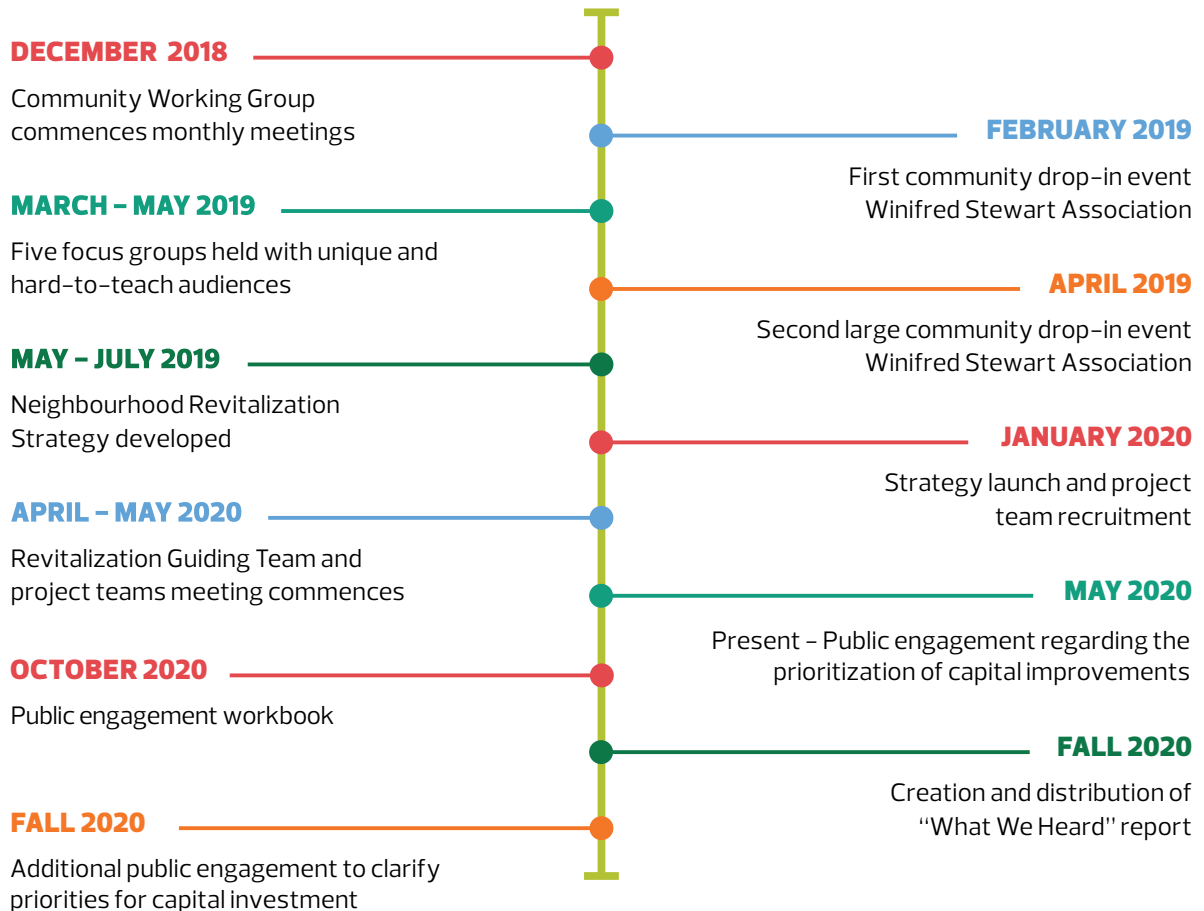 DECEMBER 2018
Community Working Group
commences monthly meetings
FEBRUARY 2019
First community drop-in event
Winifred Stewart Association
MARCH – MAY 2019
Five focus groups held with unique and
hard-to-teach audiences
APRIL 2019
Second large community drop-in event
Winifred Stewart Association
MAY – JULY 2019
Neighbourhood Revitalization
Strategy developed
JANUARY 2020
Strategy launch and project
team recruitment
APRIL – MAY 2020
Revitalization Guiding Team and
project teams meeting commences
MAY 2020
Present - Public engagement regarding the
prioritization of capital improvements
OCTOBER 2020
Public engagement workbook
FALL 2020
Creation and distribution of
“What We Heard” report
FALL 2020
Additional public engagement to clarify
priorities for capital investment